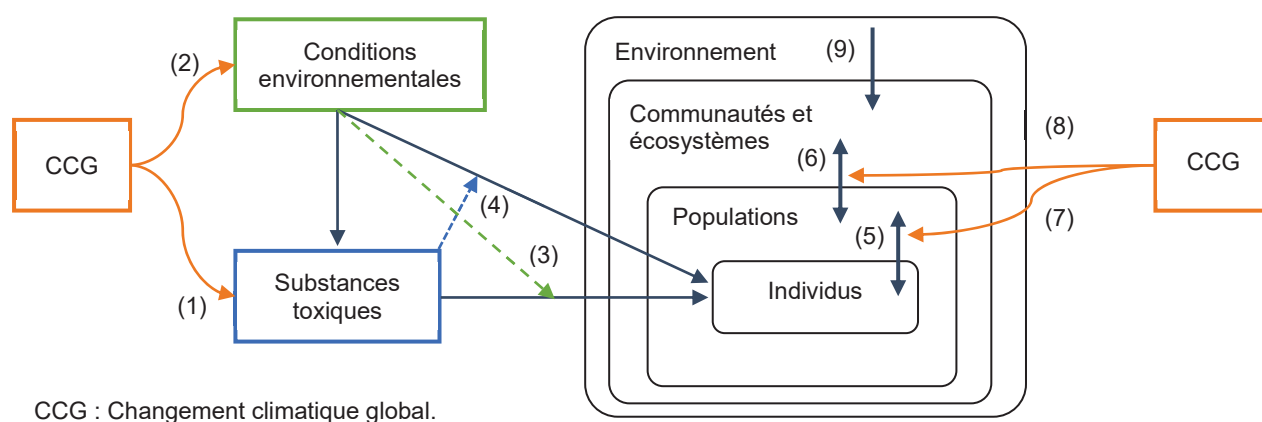 Conditions
environnementales
(2)
CCG
(1)
Substances
toxiques
(3)
(4)
Environnement
(9)
Communautés et
écosystèmes
(6)
Populations
(5)
Individus
(8)
(7)
CCG
CCG : Changement climatique global.